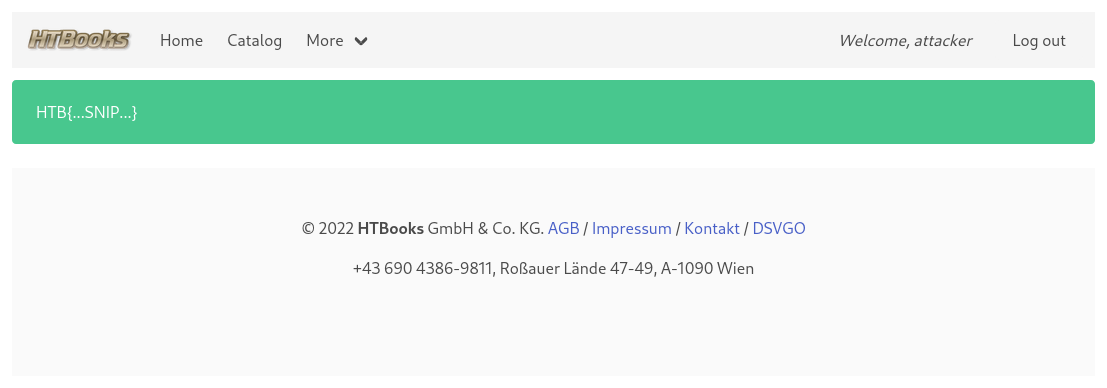 HTBooks Home Catalog More Welcome, attacker Log out
HTB{...SNIP...}
© 2022 HTBooks GmbH & Co. KG. AGB / Impressum / Kontakt / DSVGO
+43 690 4386-9811, Roßauer Lände 47-49, A-1090 Wien